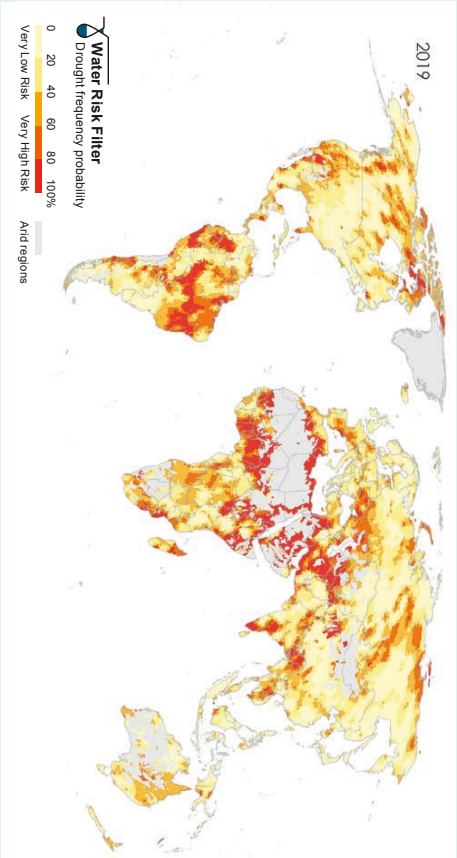 2019
Water Risk Filter
Drought frequency probability
0 20 40 60 80 100%
Very Low Risk Very High Risk Arid regions